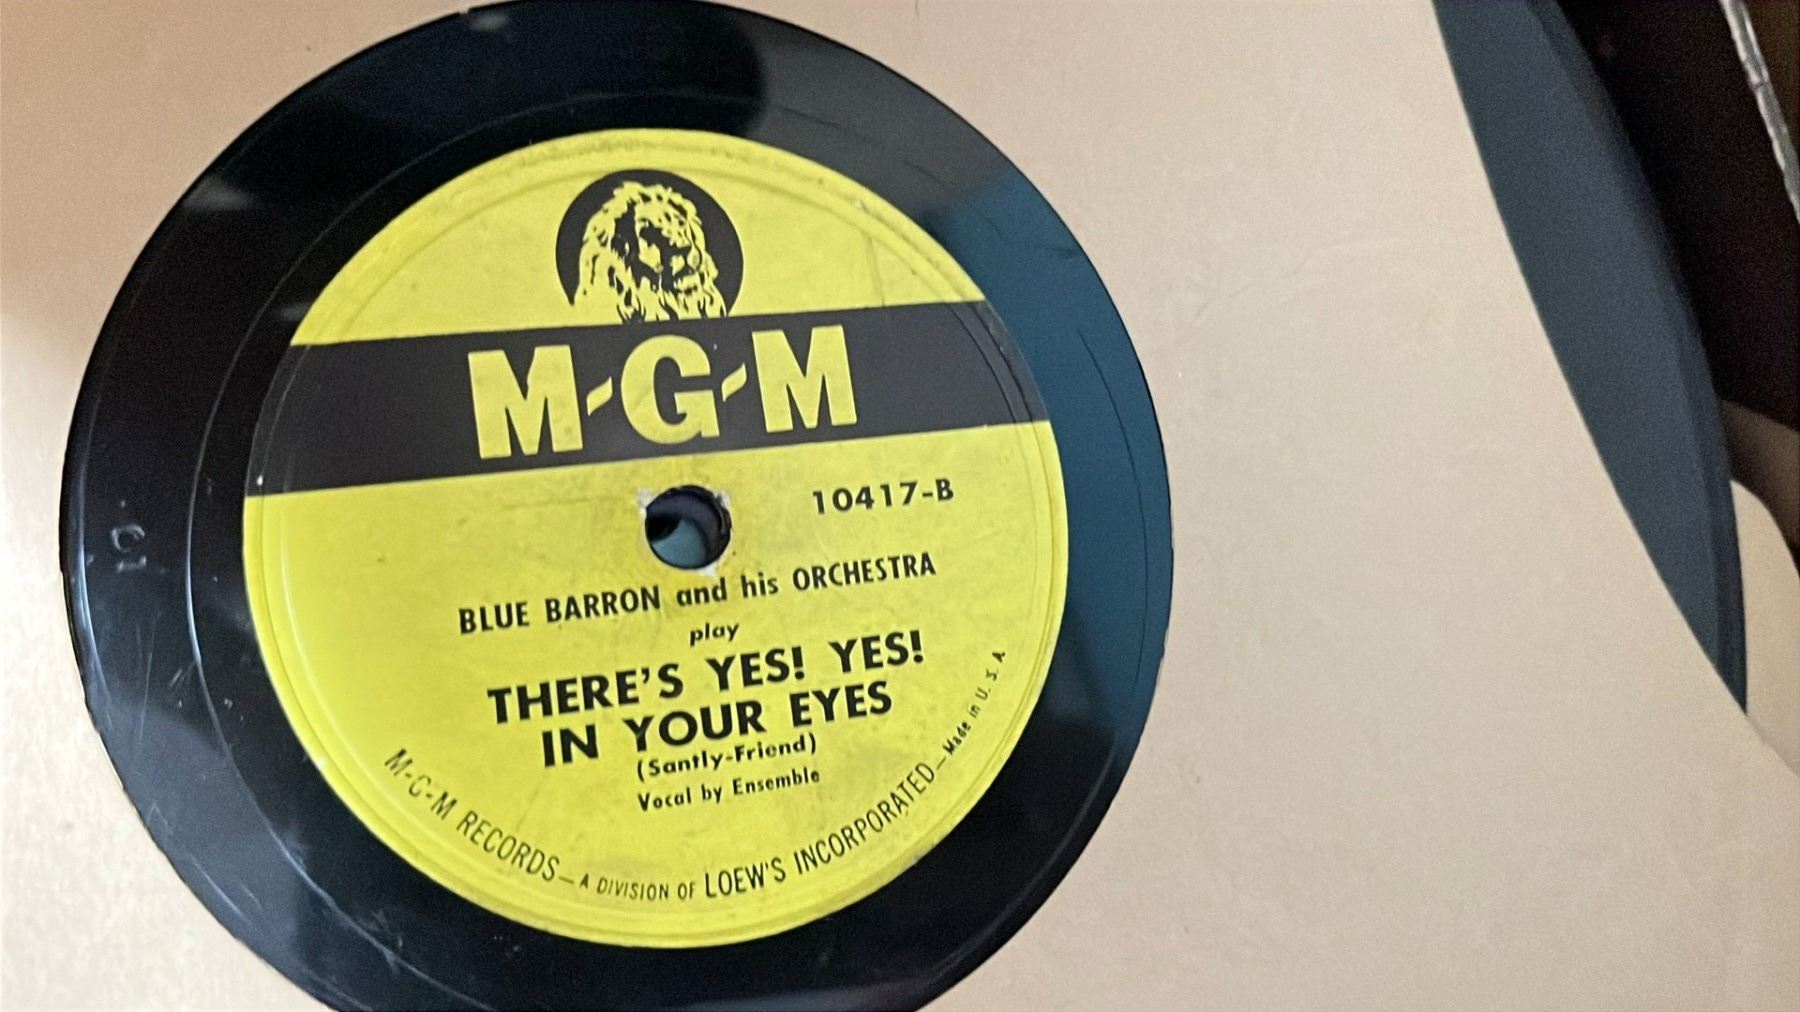 M-G-M
10417-B
BLUE BARRON and his ORCHESTRA
play
THERE'S YES! YES!
IN YOUR EYES
(Santly-Friend)
Vocal by Ensemble
M-G-M RECORDS—A DIVISION OF LOEW'S INCORPORATED—Made in U. S. A.